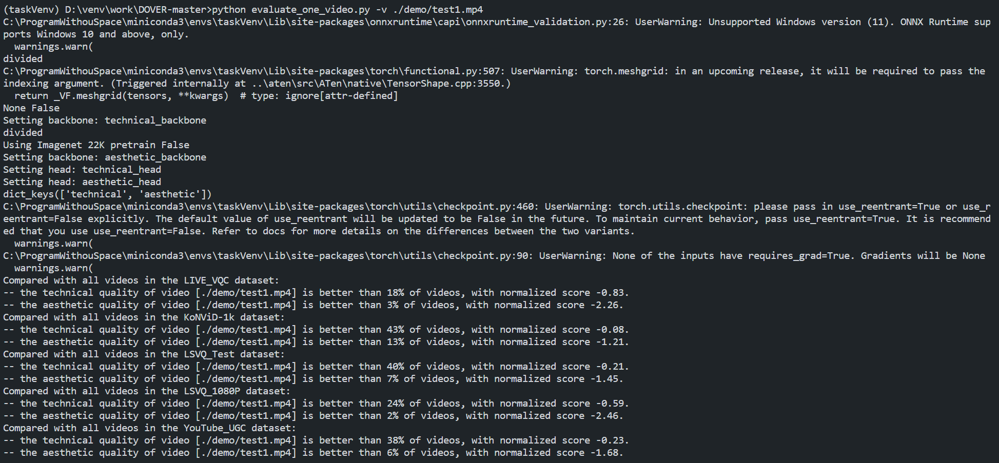 (taskVenv) D:\venv\work\DOVER-master>python evaluate_one_video.py -v ./demo/test1.mp4
C:\ProgramWithouSpace\miniconda3\envs\taskVenv\Lib\site-packages\onnxruntime\capi\onnxruntime_validation.py:26: UserWarning: Unsupported Windows version (11). ONNX Runtime sup
ports Windows 10 and above, only.
  warnings.warn(
divided
C:\ProgramWithouSpace\miniconda3\envs\taskVenv\Lib\site-packages\torch\functional.py:507: UserWarning: torch.meshgrid: in an upcoming release, it will be required to pass the
indexing argument. (Triggered internally at ..\aten\src\ATen\native\TensorShape.cpp:3550.)
  return _VF.meshgrid(tensors, **kwargs)  # type: ignore[attr-defined]
None False
Setting backbone: technical_backbone
divided
Using Imagenet 22K pretrain False
Setting backbone: aesthetic_backbone
Setting head: technical_head
Setting head: aesthetic_head
dict_keys(['technical', 'aesthetic'])
C:\ProgramWithouSpace\miniconda3\envs\taskVenv\Lib\site-packages\torch\utils\checkpoint.py:460: UserWarning: torch.utils.checkpoint: please pass in use_reentrant=True or use_r
eentrant=False explicitly. The default value of use_reentrant will be updated to be False in the future. To maintain current behavior, pass use_reentrant=True. It is recommend
ed that you use use_reentrant=False. Refer to docs for more details on the differences between the two variants.
  warnings.warn(
C:\ProgramWithouSpace\miniconda3\envs\taskVenv\Lib\site-packages\torch\utils\checkpoint.py:90: UserWarning: None of the inputs have requires_grad=True. Gradients will be None
  warnings.warn(
Compared with all videos in the LIVE_VQC dataset:
-- the technical quality of video [./demo/test1.mp4] is better than 18% of videos, with normalized score -0.83.
-- the aesthetic quality of video [./demo/test1.mp4] is better than 3% of videos, with normalized score -2.26.
Compared with all videos in the KoNViD-1k dataset:
-- the technical quality of video [./demo/test1.mp4] is better than 43% of videos, with normalized score -0.08.
-- the aesthetic quality of video [./demo/test1.mp4] is better than 13% of videos, with normalized score -1.21.
Compared with all videos in the LSVQ_Test dataset:
-- the technical quality of video [./demo/test1.mp4] is better than 40% of videos, with normalized score -0.21.
-- the aesthetic quality of video [./demo/test1.mp4] is better than 7% of videos, with normalized score -1.45.
Compared with all videos in the LSVQ_1080P dataset:
-- the technical quality of video [./demo/test1.mp4] is better than 24% of videos, with normalized score -0.59.
-- the aesthetic quality of video [./demo/test1.mp4] is better than 2% of videos, with normalized score -2.46.
Compared with all videos in the YouTube_UGC dataset:
-- the technical quality of video [./demo/test1.mp4] is better than 38% of videos, with normalized score -0.23.
-- the aesthetic quality of video [./demo/test1.mp4] is better than 6% of videos, with normalized score -1.68.